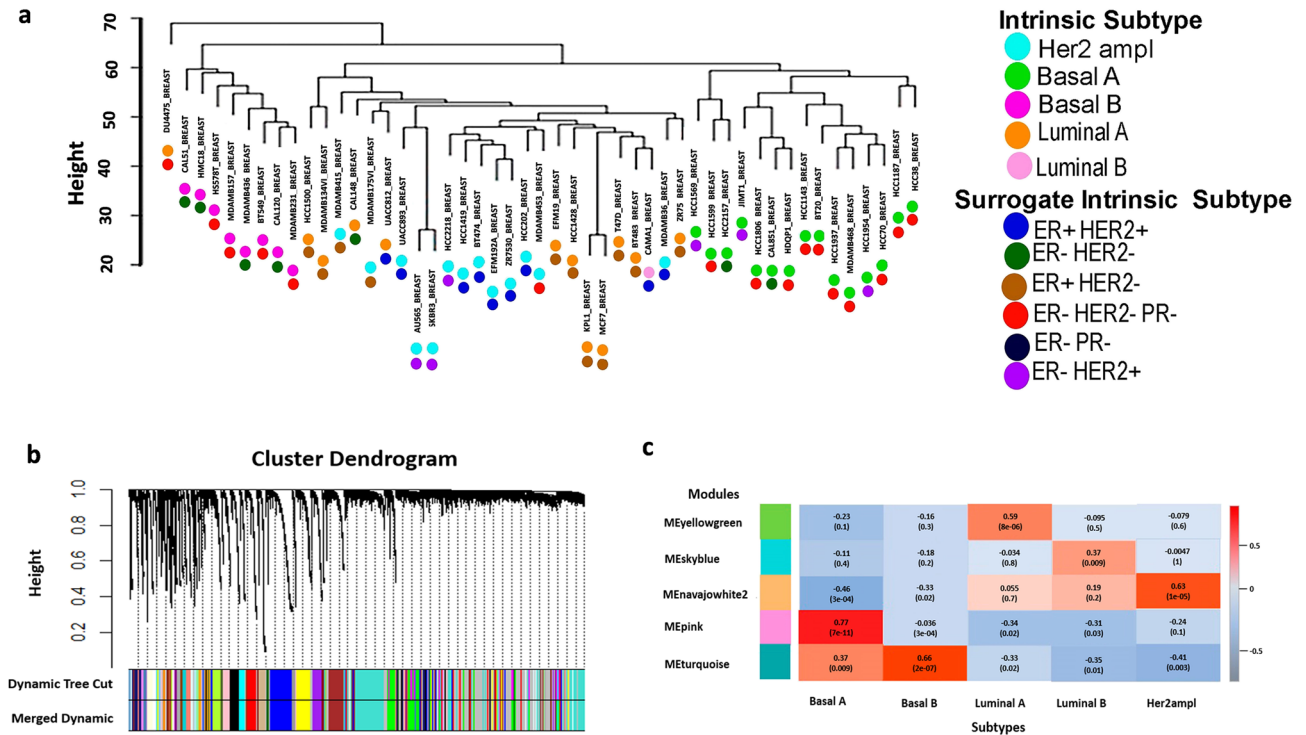 a
Height
70
60
50
40
30
20
DU4475_BREAST
CAL51_BREAST
HMC18_BREAST
HS578T_BREAST
MDAMB157_BREAST
MDAMB436_BREAST
BT549_BREAST
CAL120_BREAST
MDAMB231_BREAST
HCC1500_BREAST
MDAMB134VI_BREAST
MDAMB415_BREAST
CAL148_BREAST
MDAMB175VII_BREAST
UACC812_BREAST
UACC893_BREAST
AU565_BREAST
SKBR3_BREAST
HCC2218_BREAST
HCC1419_BREAST
BT474_BREAST
EFM192A_BREAST
ZR7530_BREAST
HCC202_BREAST
MDAMB453_BREAST
EFM19_BREAST
HCC1428_BREAST
KPL1_BREAST
MCF7_BREAST
T47D_BREAST
BT483_BREAST
CAMA1_BREAST
MDAMB36_BREAST
ZR75_BREAST
HCC1569_BREAST
HCC1599_BREAST
HCC2157_BREAST
JIMT1_BREAST
HCC1806_BREAST
CAL851_BREAST
HDQP1_BREAST
HCC1143_BREAST
BT20_BREAST
HCC1937_BREAST
MDAMB468_BREAST
HCC1954_BREAST
HCC70_BREAST
HCC1187_BREAST
HCC38_BREAST
Intrinsic Subtype
Her2 ampl
Basal A
Basal B
Luminal A
Luminal B
Surrogate Intrinsic Subtype
ER+HER2+
ER- HER2-
ER+HER2-
ER- HER2- PR-
ER- PR-
ER- HER2+
b
Cluster Dendrogram
Height
1.0
0.8
0.6
0.4
0.2
Dynamic Tree Cut
Merged Dynamic
c
Modules
MEyellowgreen
-0.23 -0.16 0.59 -0.095 -0.079
(0.1) (0.3) (8e-06) (0.5) (0.6)
MEskyblue
-0.11 -0.18 -0.034 0.37 -0.0047
(0.4) (0.2) (0.8) (0.009) (1)
MEnavajowhite2
-0.46 -0.33 0.055 0.19 0.63
(3e-04) (0.02) (0.7) (0.2) (1e-05)
MEpink
0.77 -0.036 -0.34 -0.31 -0.24
(7e-11) (3e-04) (0.02) (0.03) (0.1)
MEturquoise
0.37 0.66 -0.33 -0.35 -0.41
(0.009) (2e-07) (0.02) (0.01) (0.003)
Basal A Basal B Luminal A Luminal B Her2ampl
Subtypes
0.5
0
-0.5